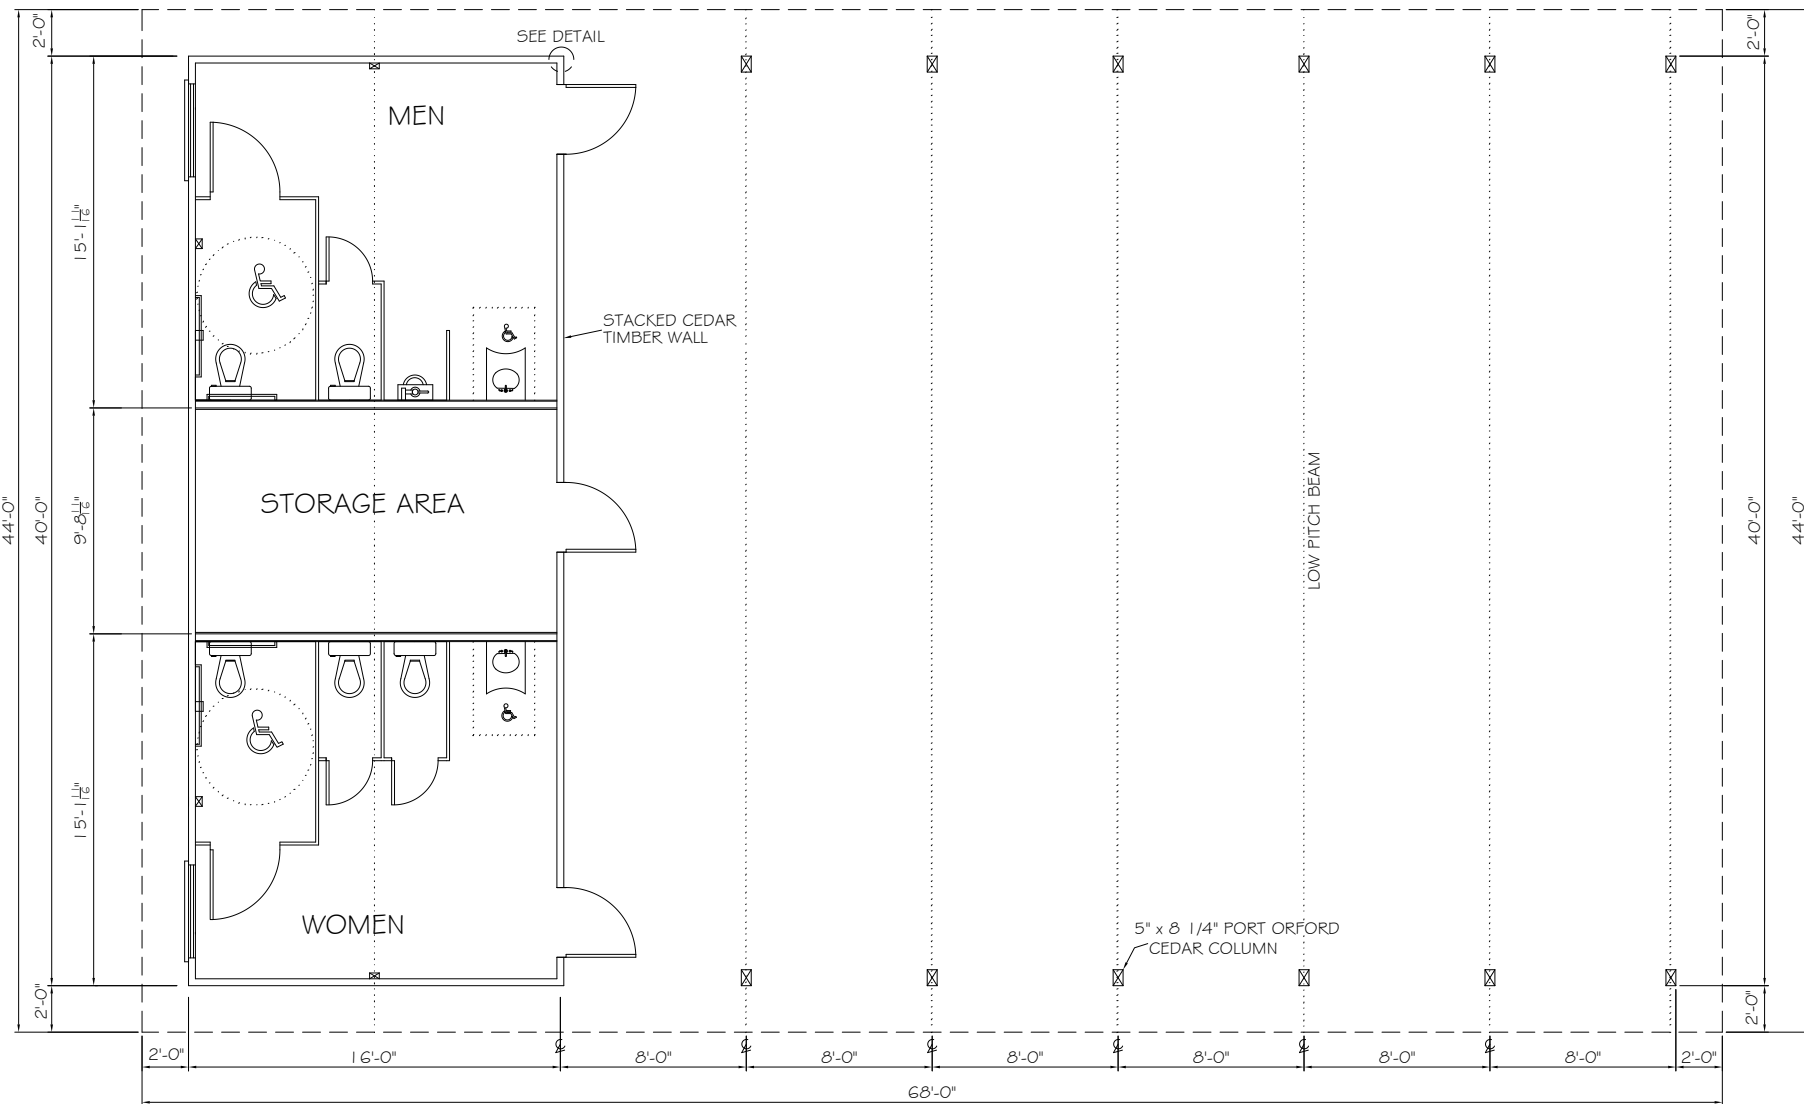 SEE DETAIL
MEN
STACKED CEDAR
TIMBER WALL
STORAGE AREA
LOW PITCH BEAM
WOMEN
5" x 8 1/4" PORT ORFORD
CEDAR COLUMN
2'-0"
44'-0"
40'-0"
15'-1 11/16"
9'-8 11/16"
15'-1 11/16"
2'-0"
2'-0"
40'-0"
44'-0"
2'-0"
2'-0"
16'-0"
8'-0"
8'-0"
8'-0"
8'-0"
8'-0"
8'-0"
2'-0"
68'-0"